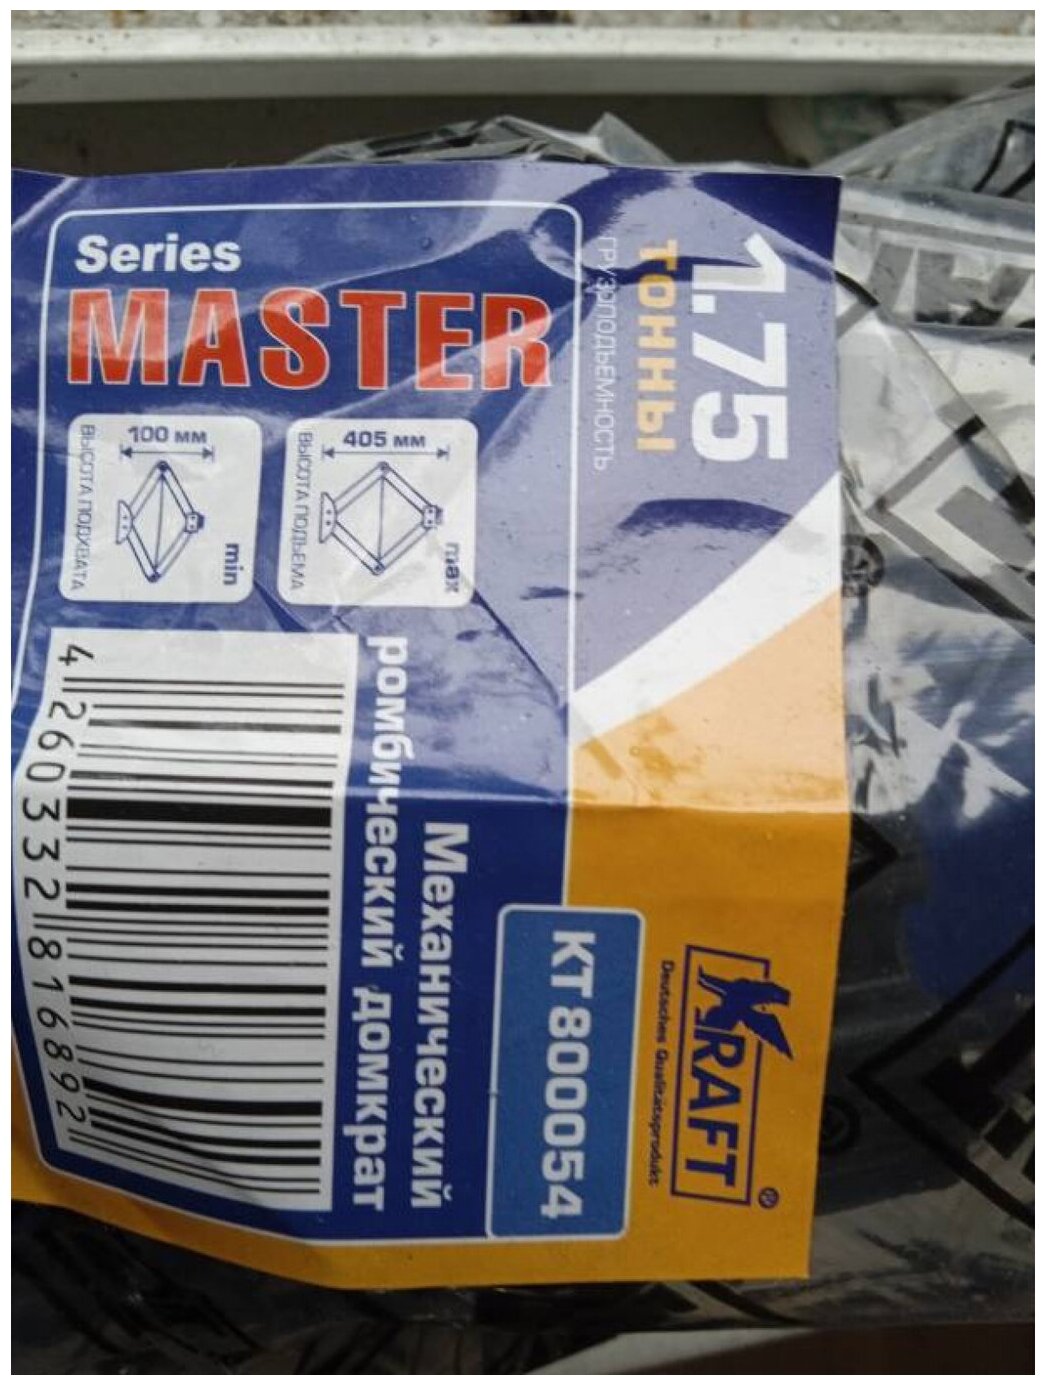 KRAFT®
Deutsches Qualitätsprodukt
KT 800054
Механический
ромбический домкрат
4 260332 816892
1.75
ТОННЫ
ГРУЗОПОДЪЕМНОСТЬ
Series
MASTER
max
405 мм
ВЫСОТА ПОДЪЕМА
min
100 мм
ВЫСОТА ПОДХВАТА